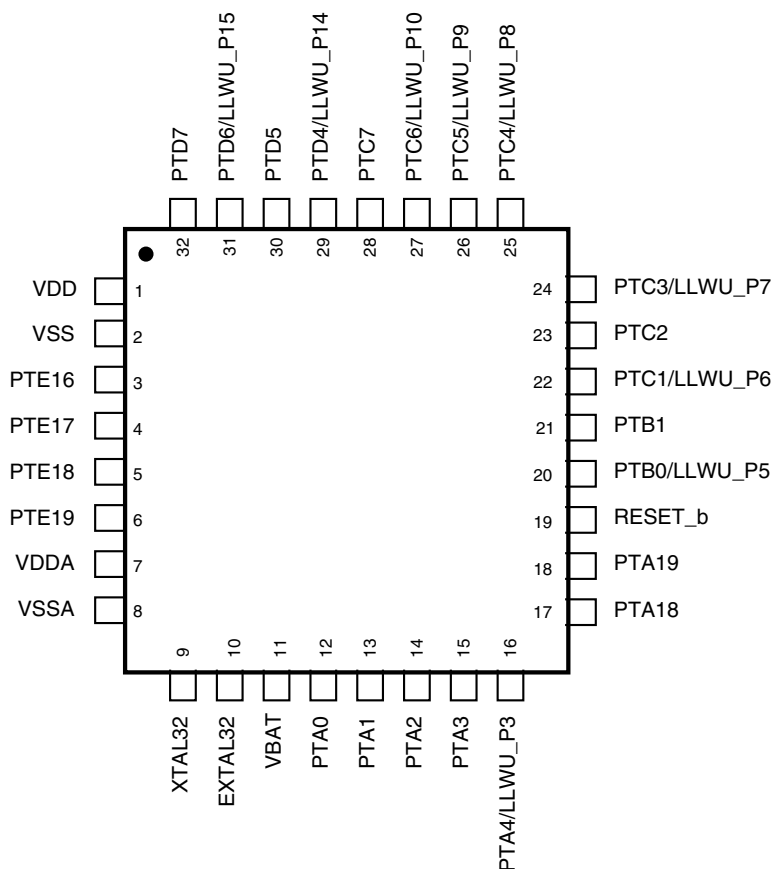 PTD7
PTD6/LLWU_P15
PTD5
PTD4/LLWU_P14
PTC7
PTC6/LLWU_P10
PTC5/LLWU_P9
PTC4/LLWU_P8
32
31
30
29
28
27
26
25
VDD 1
VSS 2
PTE16 3
PTE17 4
PTE18 5
PTE19 6
VDDA 7
VSSA 8
24 PTC3/LLWU_P7
23 PTC2
22 PTC1/LLWU_P6
21 PTB1
20 PTB0/LLWU_P5
19 RESET_b
18 PTA19
17 PTA18
9
10
11
12
13
14
15
16
XTAL32
EXTAL32
VBAT
PTA0
PTA1
PTA2
PTA3
PTA4/LLWU_P3